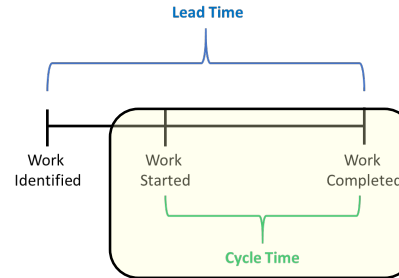 Lead Time
Work
Identified
Work
Started
Work
Completed
Cycle Time